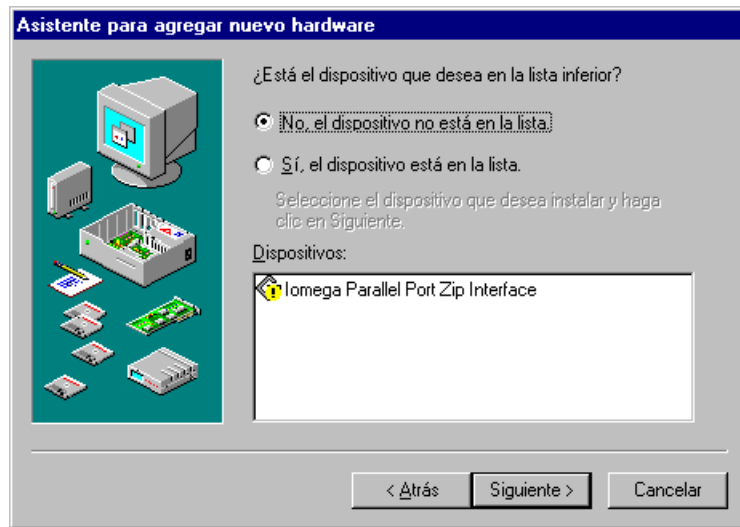 Asistente para agregar nuevo hardware
¿Está el dispositivo que desea en la lista inferior?
No, el dispositivo no está en la lista.
Sí, el dispositivo está en la lista.
Seleccione el dispositivo que desea instalar y haga
clic en Siguiente.
Dispositivos:
Iomega Parallel Port Zip Interface
< Atrás
Siguiente >
Cancelar